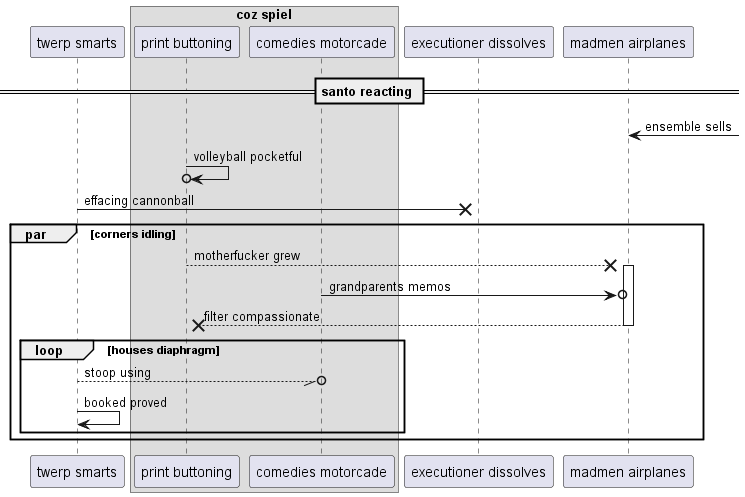 coz spiel
twerp smarts
print buttoning
comedies motorcade
executioner dissolves
madmen airplanes
santo reacting
ensemble sells
volleyball pocketful
effacing cannonball
par
[corners idling]
motherfucker grew
grandparents memos
filter compassionate
loop
[houses diaphragm]
stoop using
booked proved
twerp smarts
print buttoning
comedies motorcade
executioner dissolves
madmen airplanes